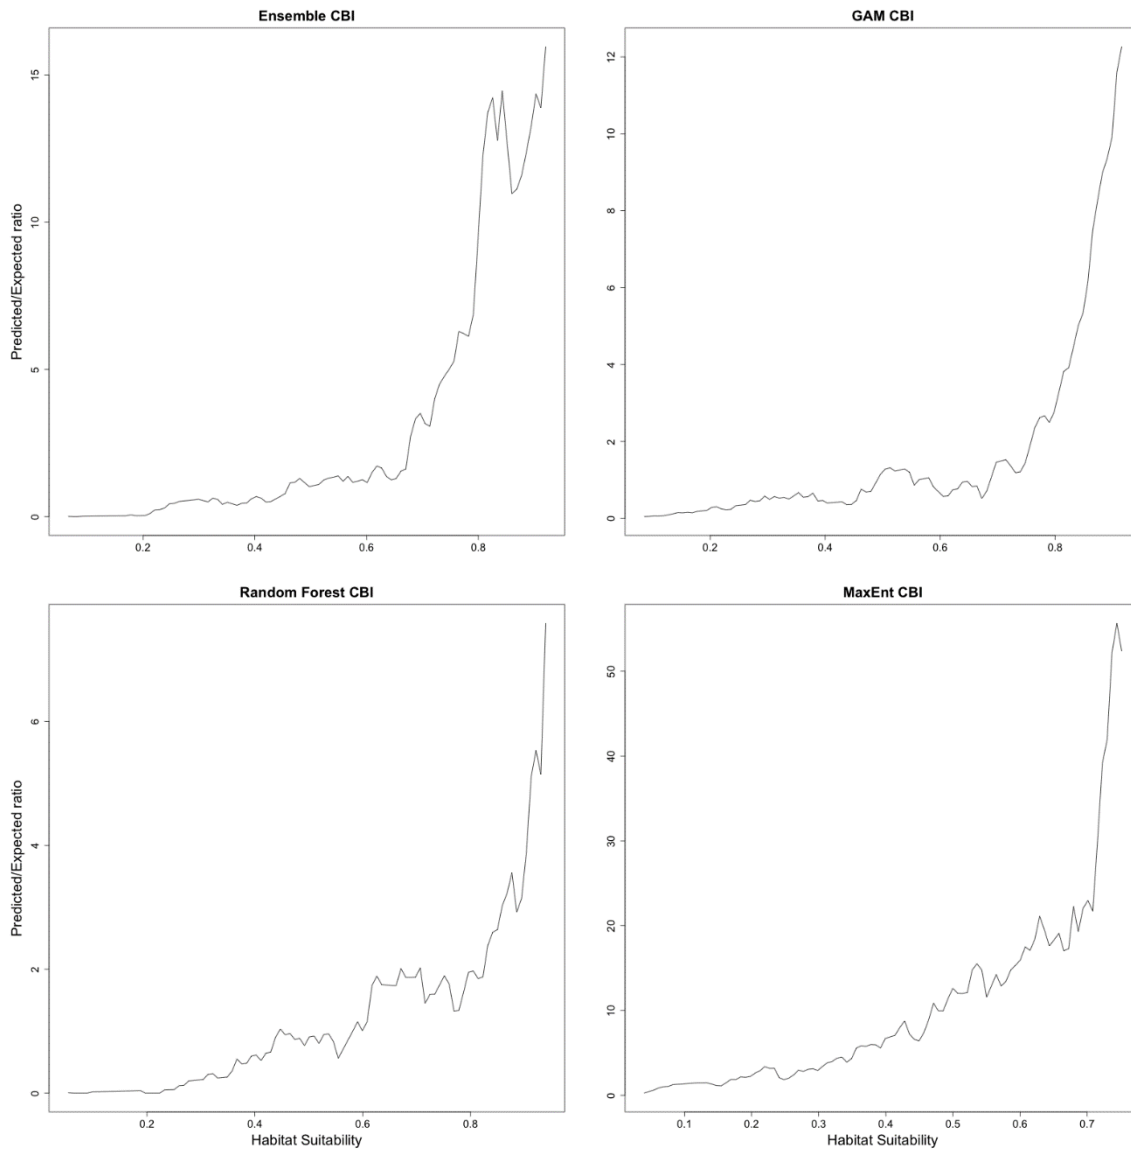 Ensemble CBI
Predicted/Expected ratio
15
10
5
0
0.2 0.4 0.6 0.8
GAM CBI
12
10
8
6
4
2
0
0.2 0.4 0.6 0.8
Random Forest CBI
Predicted/Expected ratio
6
4
2
0
0.2 0.4 0.6 0.8
Habitat Suitability
MaxEnt CBI
50
40
30
20
10
0
0.1 0.2 0.3 0.4 0.5 0.6 0.7
Habitat Suitability